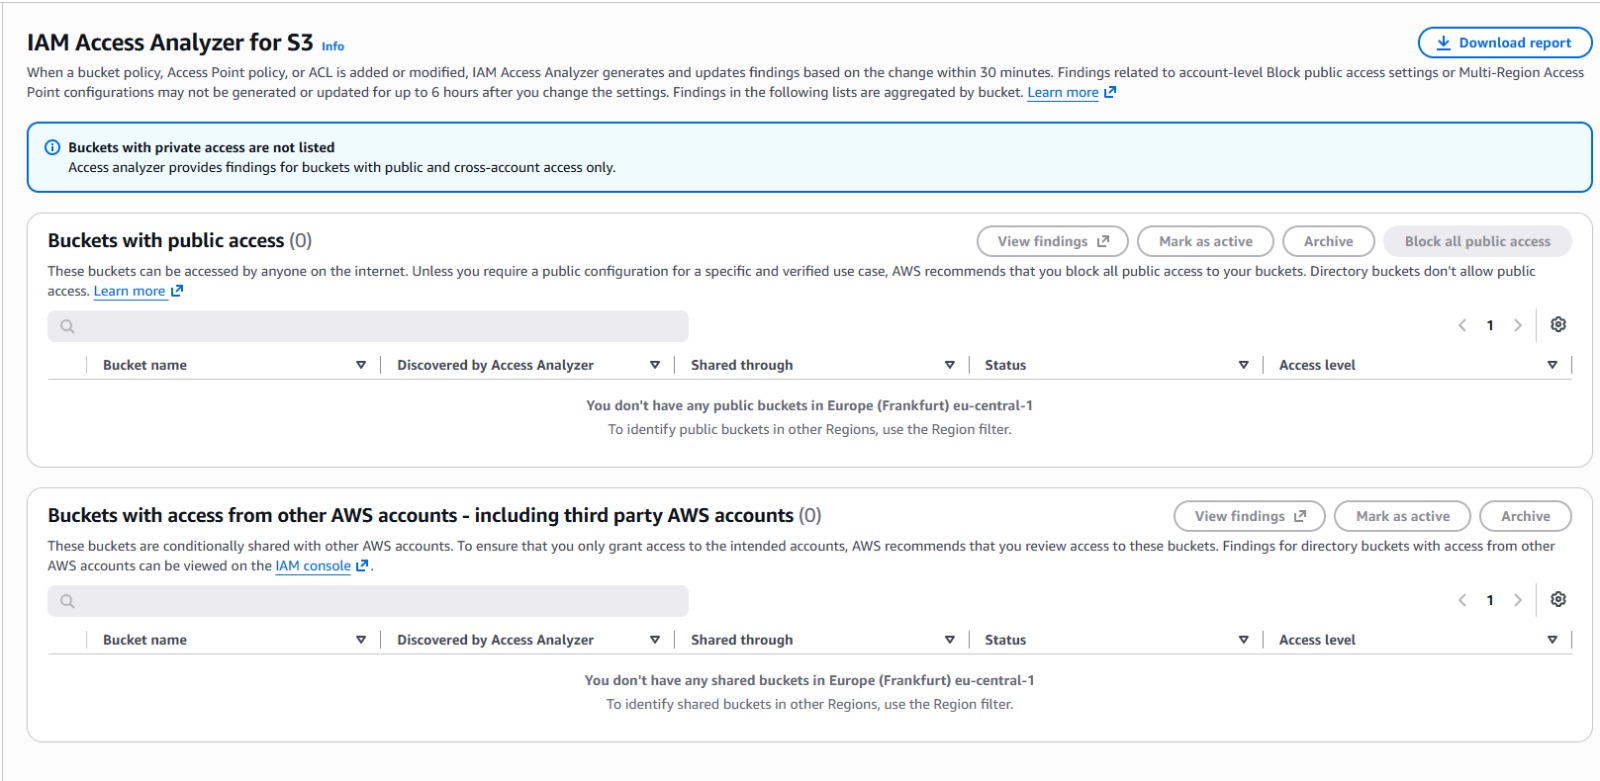 IAM Access Analyzer for S3 Info
Download report
When a bucket policy, Access Point policy, or ACL is added or modified, IAM Access Analyzer generates and updates findings based on the change within 30 minutes. Findings related to account-level Block public access settings or Multi-Region Access
Point configurations may not be generated or updated for up to 6 hours after you change the settings. Findings in the following lists are aggregated by bucket. Learn more
Buckets with private access are not listed
Access analyzer provides findings for buckets with public and cross-account access only.
Buckets with public access (0)
View findings Mark as active Archive Block all public access
These buckets can be accessed by anyone on the internet. Unless you require a public configuration for a specific and verified use case, AWS recommends that you block all public access to your buckets. Directory buckets don't allow public
access. Learn more
1
Bucket name Discovered by Access Analyzer Shared through Status Access level
You don't have any public buckets in Europe (Frankfurt) eu-central-1
To identify public buckets in other Regions, use the Region filter.
Buckets with access from other AWS accounts - including third party AWS accounts (0)
View findings Mark as active Archive
These buckets are conditionally shared with other AWS accounts. To ensure that you only grant access to the intended accounts, AWS recommends that you review access to these buckets. Findings for directory buckets with access from other
AWS accounts can be viewed on the IAM console.
1
Bucket name Discovered by Access Analyzer Shared through Status Access level
You don't have any shared buckets in Europe (Frankfurt) eu-central-1
To identify shared buckets in other Regions, use the Region filter.